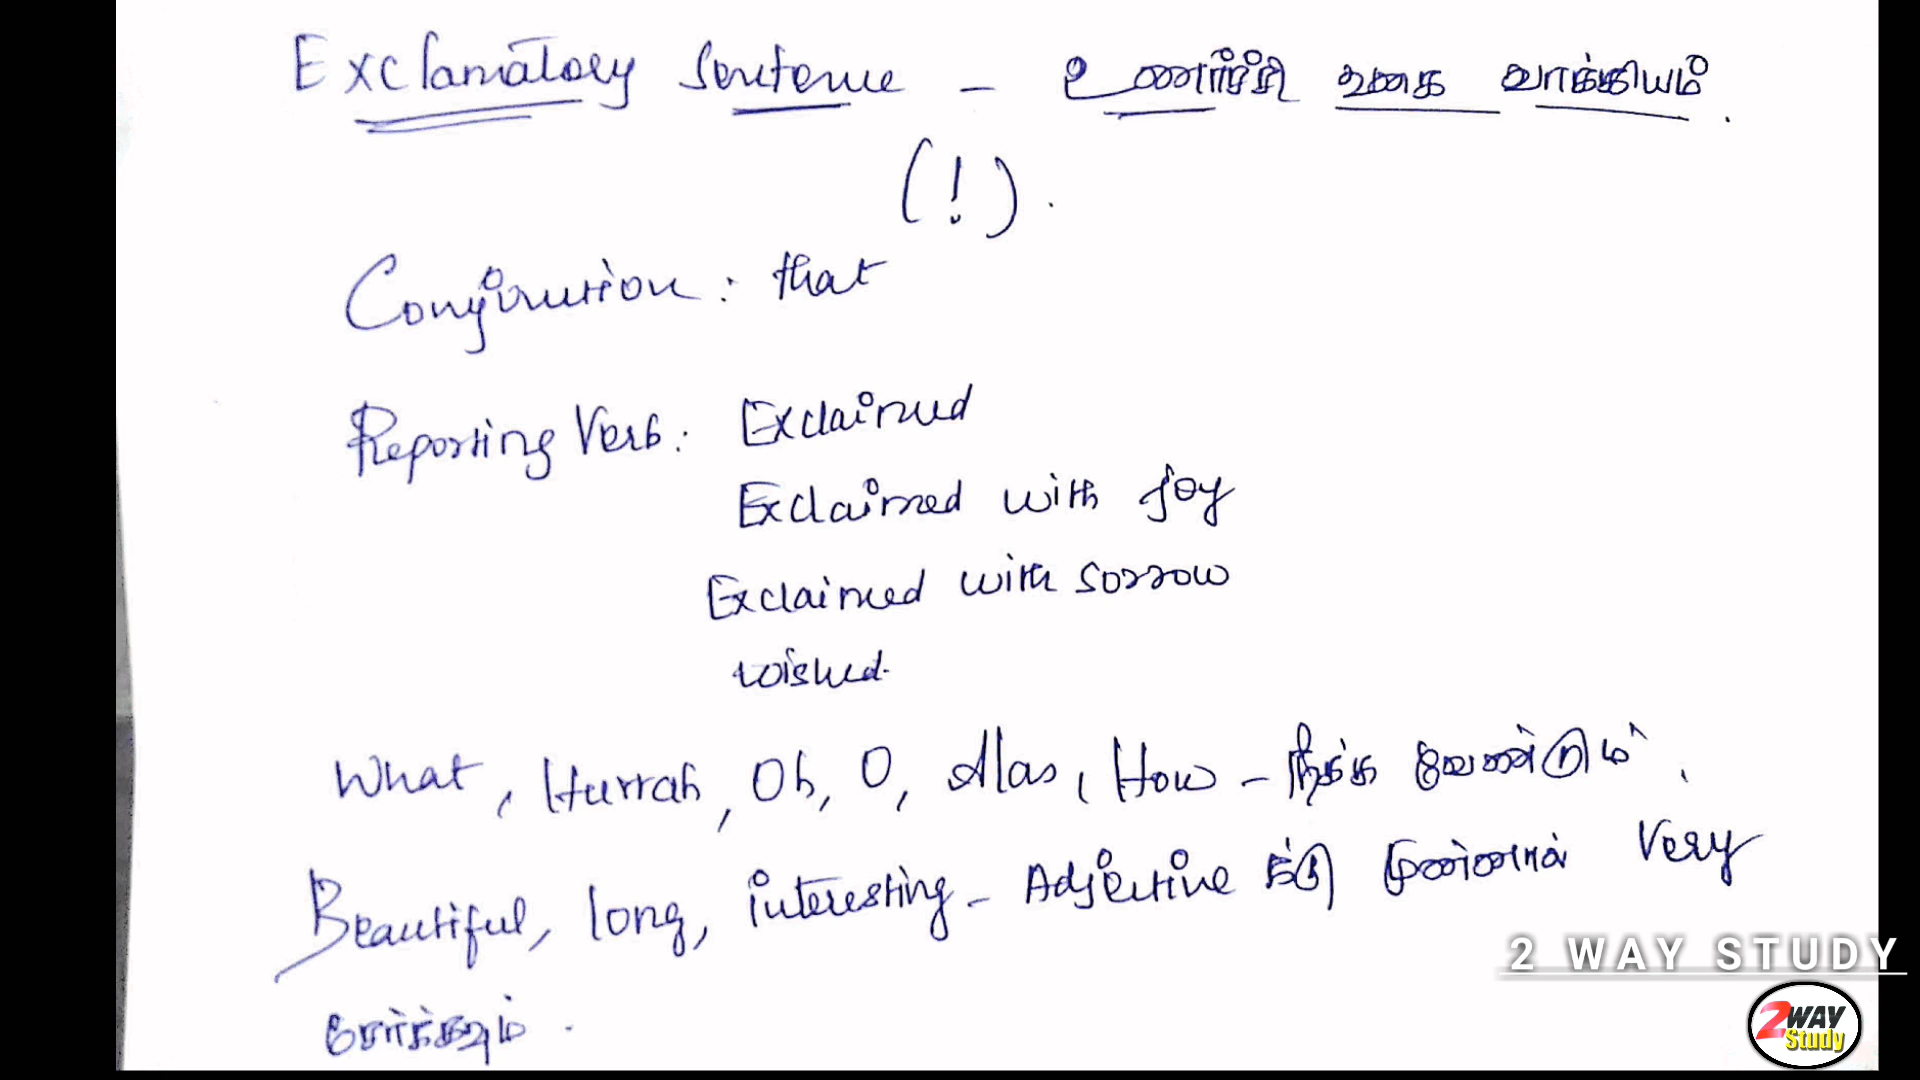 Exclamatory Sentence - உணர்ச்சி வகை வாக்கியம்.
(!).
Conjunction: that
Reporting Verb: Exclaimed
Exclaimed with joy
Exclaimed with sorrow
wished.
What, Hurrah, Oh, O, Alas, How - நீக்க வேண்டும்.
Beautiful, long, interesting - Adjective க்கு முன்னால் Very
சேர்க்கவும்.
2 WAY STUDY
2WAY
Study